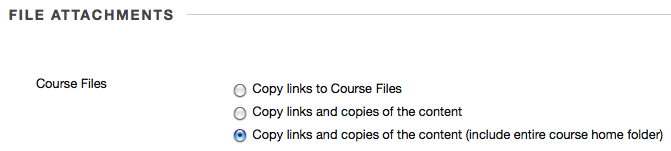 FILE ATTACHMENTS
Course Files
Copy links to Course Files
Copy links and copies of the content
Copy links and copies of the content (include entire course home folder)